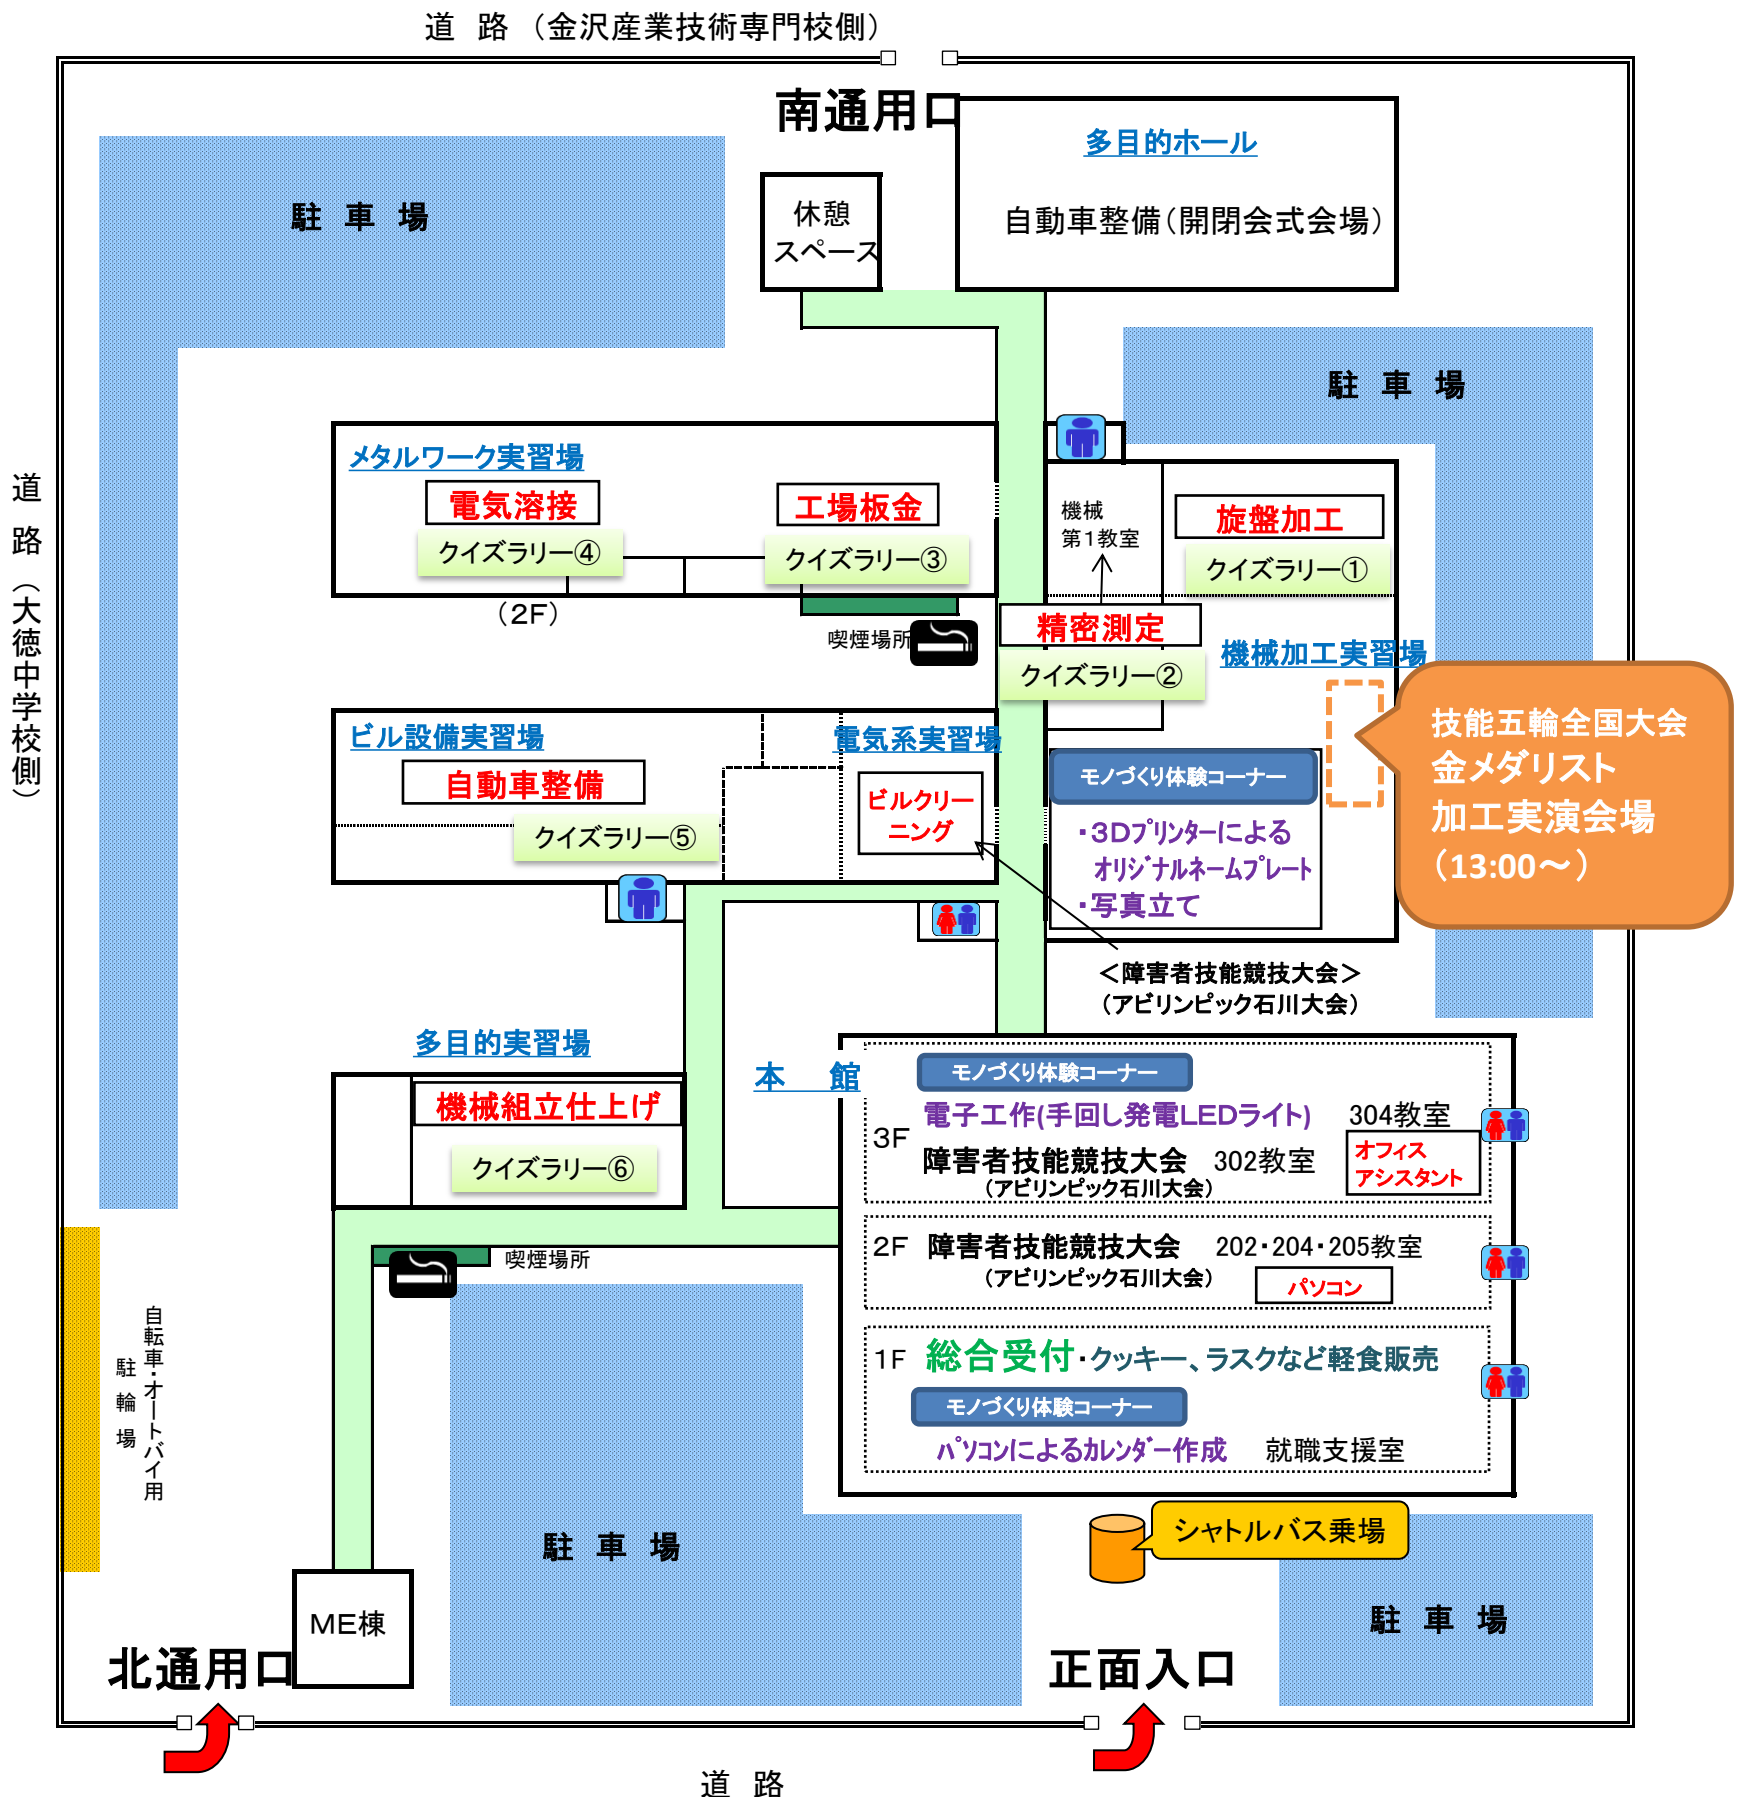 道 路 （金沢産業技術専門校側）
南通用口
多目的ホール
自動車整備（開閉会式会場）
休憩
スペース
駐 車 場
駐 車 場
道 路 （大徳中学校側）
メタルワーク実習場
電気溶接
クイズラリー④
工場板金
クイズラリー③
（2F）
喫煙場所
機械
第１教室
旋盤加工
クイズラリー①
精密測定
クイズラリー②
機械加工実習場
技能五輪全国大会
金メダリスト
加工実演会場
（13:00～）
ビル設備実習場
自動車整備
クイズラリー⑤
電気系実習場
ビルクリー
ニング
モノづくり体験コーナー
・3Dプリンターによる
オリジナルネームプレート
・写真立て
＜障害者技能競技大会＞
（アビリンピック石川大会）
多目的実習場
機械組立仕上げ
クイズラリー⑥
喫煙場所
本 館
モノづくり体験コーナー
3F
電子工作(手回し発電LEDライト) 304教室
障害者技能競技大会 302教室
（アビリンピック石川大会）
オフィス
アシスタント
2F 障害者技能競技大会 202・204・205教室
（アビリンピック石川大会）
パソコン
1F 総合受付・クッキー、ラスクなど軽食販売
モノづくり体験コーナー
パソコンによるカレンダー作成 就職支援室
シャトルバス乗場
自転車・オートバイ用
駐 輪 場
駐 車 場
駐 車 場
ME棟
北通用口
正面入口
道 路